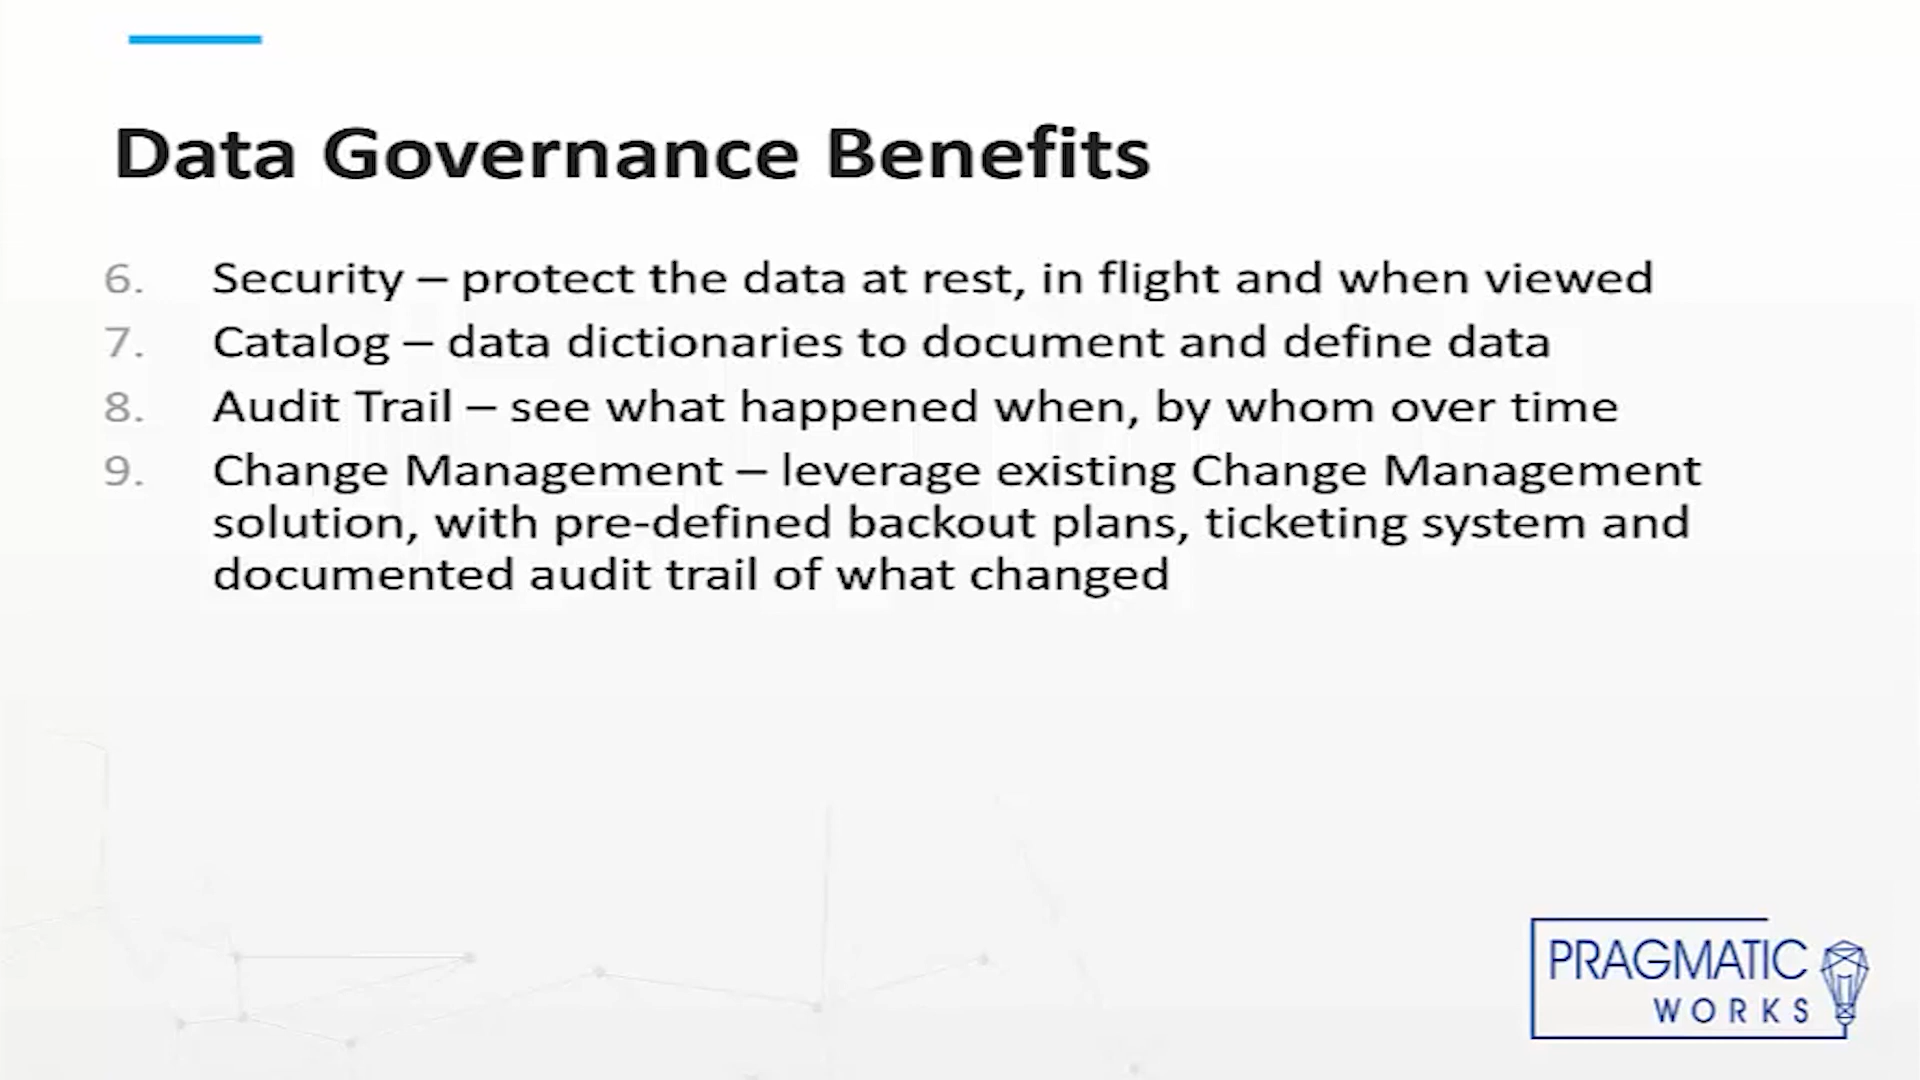 Data Governance Benefits
6. Security – protect the data at rest, in flight and when viewed
7. Catalog – data dictionaries to document and define data
8. Audit Trail – see what happened when, by whom over time
9. Change Management – leverage existing Change Management
solution, with pre-defined backout plans, ticketing system and
documented audit trail of what changed
PRAGMATIC
WORKS